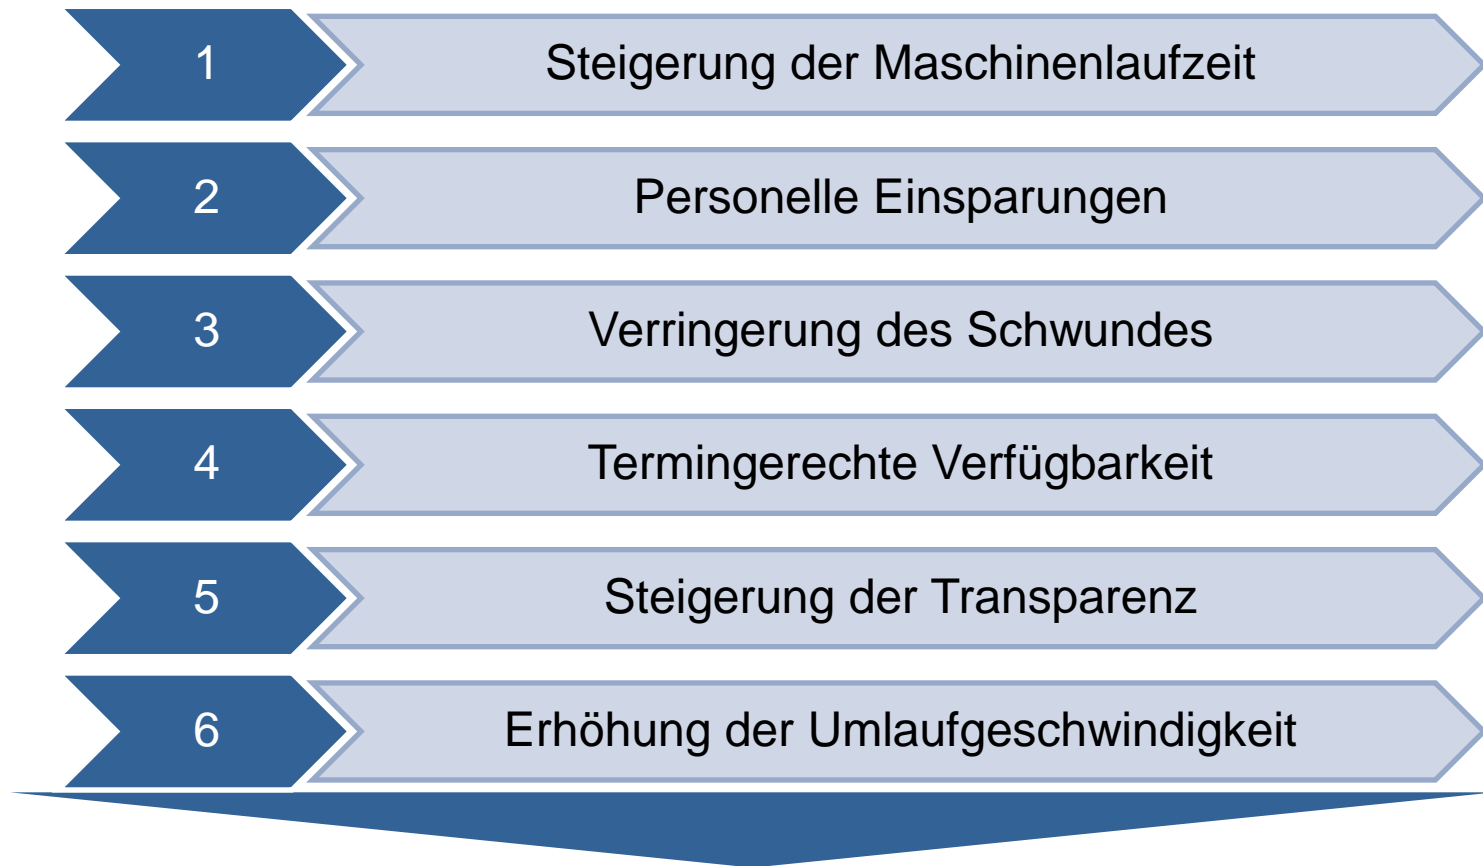 1 Steigerung der Maschinenlaufzeit
2 Personelle Einsparungen
3 Verringerung des Schwundes
4 Termingerechte Verfügbarkeit
5 Steigerung der Transparenz
6 Erhöhung der Umlaufgeschwindigkeit